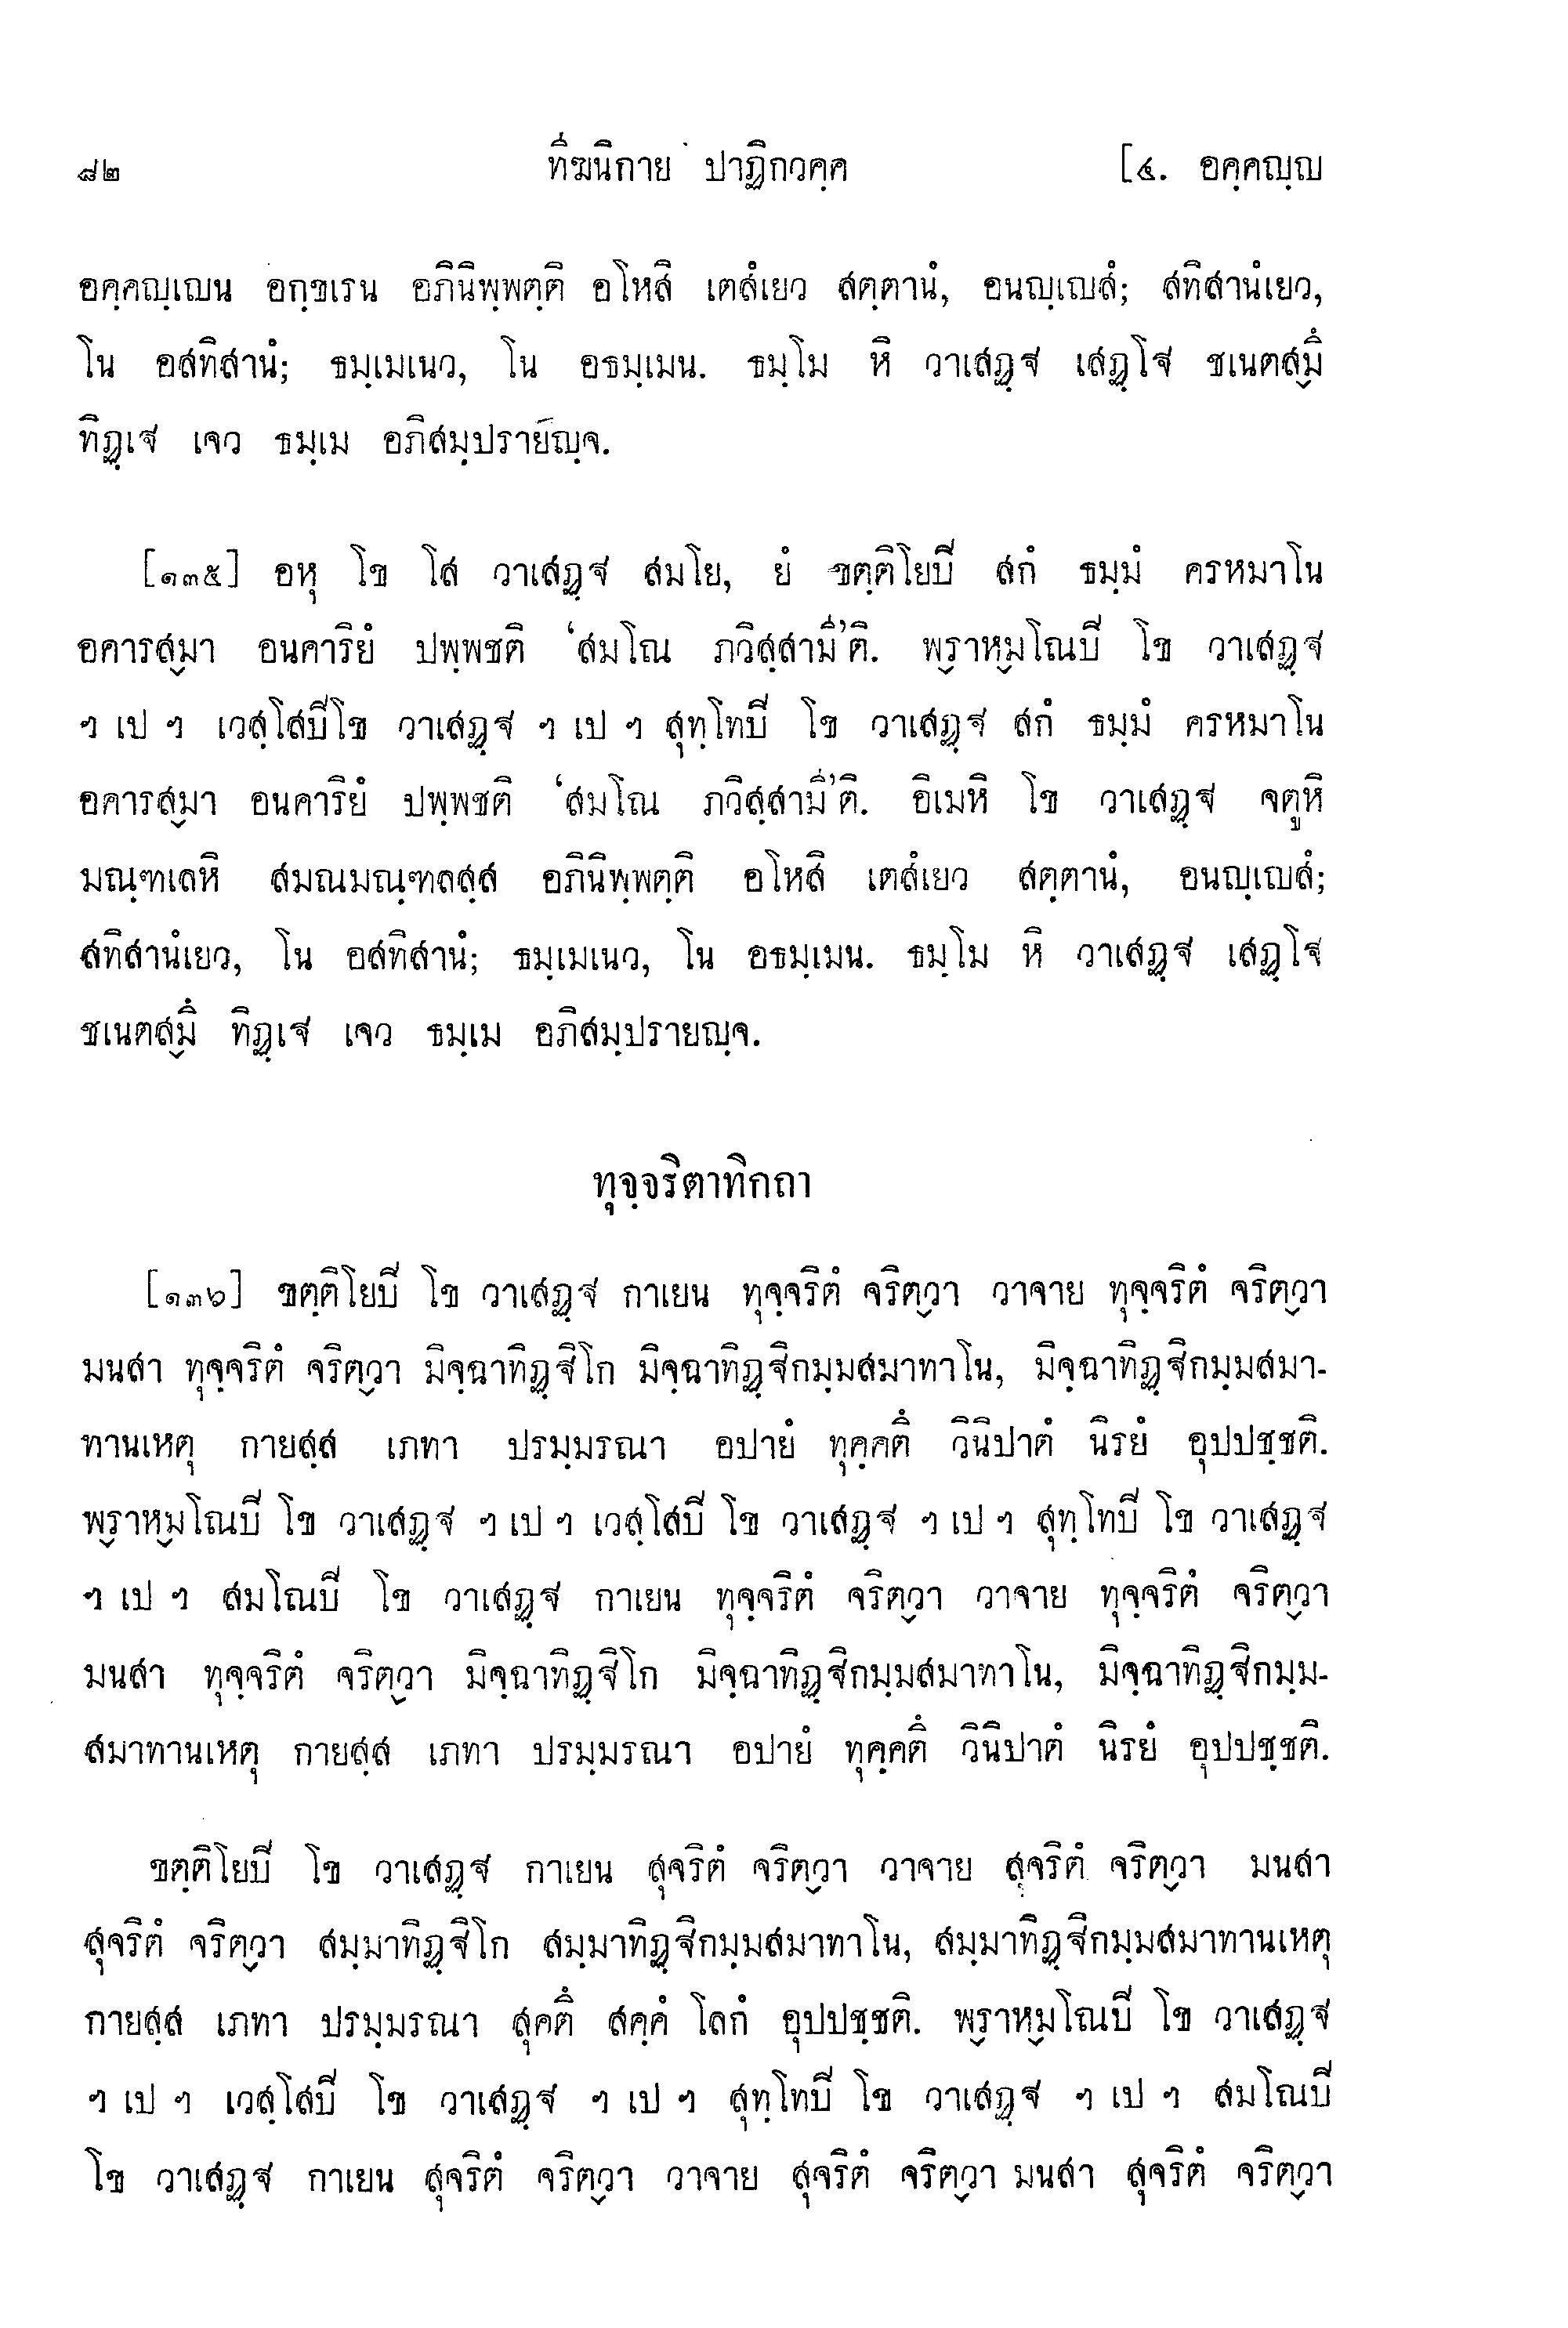 ๘๒ ทีฆนิกาย ปาฏิกวคฺค [๔. อคฺคญฺญ
อคฺคญฺเญน อกฺขเรน อภินิพฺพตฺติ อโหสิ เตสํเยว สตฺตานํ, อนญฺเญสํ; สทิสานํเยว,
โน อสทิสานํ; ธมฺเมเนว, โน อธมฺเมน. ธมฺโม หิ วาเสฏฺฐ เสฏฺโฐ ชเนตสฺมึ
ทิฏฺเฐ เจว ธมฺเม อภิสมฺปรายญฺจ.
[๑๓๕] อหุ โข โส วาเสฏฺฐ สมโย, ยํ ขตฺติโยปิ สกํ ธมฺมํ ครหมาโน
อคารสฺมา อนคาริยํ ปพฺพชติ ‘สมโณ ภวิสฺสามี’ติ. พฺราหฺมโณปิ โข วาเสฏฺฐ
ฯ เป ฯ เวสฺโสปิโข วาเสฏฺฐ ฯ เป ฯ สุทฺโทปิ โข วาเสฏฺฐ สกํ ธมฺมํ ครหมาโน
อคารสฺมา อนคาริยํ ปพฺพชติ ‘สมโณ ภวิสฺสามี’ติ. อิเมหิ โข วาเสฏฺฐ จตูหิ
มณฺฑเลหิ สมณมณฺฑลสฺส อภินิพฺพตฺติ อโหสิ เตสํเยว สตฺตานํ, อนญฺเญสํ;
สทิสานํเยว, โน อสทิสานํ; ธมฺเมเนว, โน อธมฺเมน. ธมฺโม หิ วาเสฏฺฐ เสฏฺโฐ
ชเนตสฺมึ ทิฏฺเฐ เจว ธมฺเม อภิสมฺปรายญฺจ.
ทุจฺจริตาทิกถา
[๑๓๖] ขตฺติโยปิ โข วาเสฏฺฐ กาเยน ทุจฺจริตํ จริตฺวา วาจาย ทุจฺจริตํ จริตฺวา
มนสา ทุจฺจริตํ จริตฺวา มิจฺฉาทิฏฺฐิโก มิจฺฉาทิฏฺฐิกมฺมสมาทาโน, มิจฺฉาทิฏฺฐิกมฺมสมา-
ทานเหตุ กายสฺส เภทา ปรมฺมรณา อปายํ ทุคฺคตึ วินิปาตํ นิรยํ อุปปชฺชติ.
พฺราหฺมโณปิ โข วาเสฏฺฐ ฯ เป ฯ เวสฺโสปิ โข วาเสฏฺฐ ฯ เป ฯ สุทฺโทปิ โข วาเสฏฺฐ
ฯ เป ฯ สมโณปิ โข วาเสฏฺฐ กาเยน ทุจฺจริตํ จริตฺวา วาจาย ทุจฺจริตํ จริตฺวา
มนสา ทุจฺจริตํ จริตฺวา มิจฺฉาทิฏฺฐิโก มิจฺฉาทิฏฺฐิกมฺมสมาทาโน, มิจฺฉาทิฏฺฐิกมฺม-
สมาทานเหตุ กายสฺส เภทา ปรมฺมรณา อปายํ ทุคฺคตึ วินิปาตํ นิรยํ อุปปชฺชติ.
ขตฺติโยปิ โข วาเสฏฺฐ กาเยน สุจริตํ จริตฺวา วาจาย สุจริตํ จริตฺวา มนสา
สุจริตํ จริตฺวา สมฺมาทิฏฺฐิโก สมฺมาทิฏฺฐิกมฺมสมาทาโน, สมฺมาทิฏฺฐิกมฺมสมาทานเหตุ
กายสฺส เภทา ปรมฺมรณา สุคตึ สคฺคํ โลกํ อุปปชฺชติ. พฺราหฺมโณปิ โข วาเสฏฺฐ
ฯ เป ฯ เวสฺโสปิ โข วาเสฏฺฐ ฯ เป ฯ สุทฺโทปิ โข วาเสฏฺฐ ฯ เป ฯ สมโณปิ
โข วาเสฏฺฐ กาเยน สุจริตํ จริตฺวา วาจาย สุจริตํ จริตฺวา มนสา สุจริตํ จริตฺวา